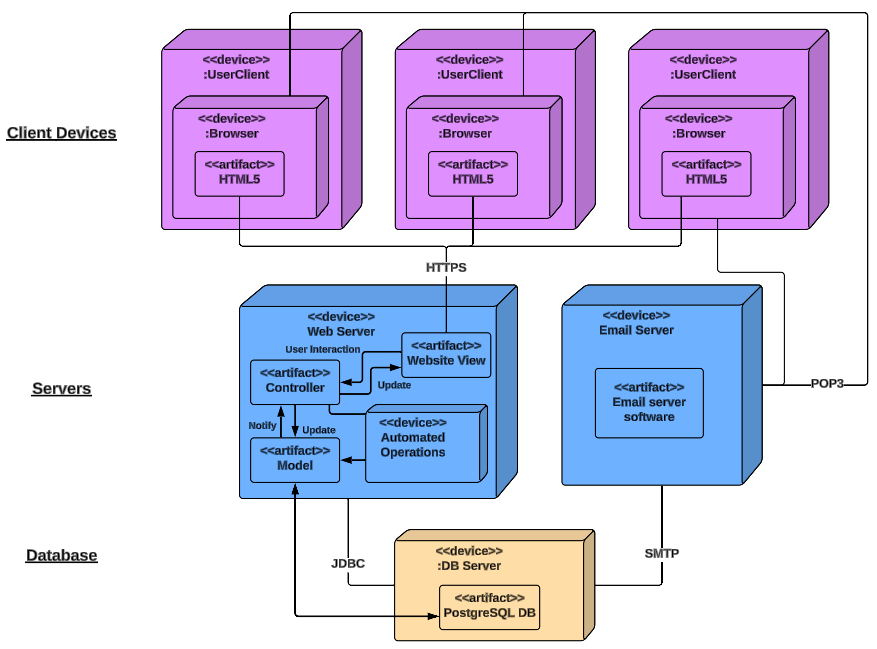 <<device>>
:UserClient
<<device>>
:Browser
<<artifact>>
HTML5
<<device>>
:UserClient
<<device>>
:Browser
<<artifact>>
HTML5
<<device>>
:UserClient
<<device>>
:Browser
<<artifact>>
HTML5
Client Devices
HTTPS
<<device>>
Web Server
User Interaction
<<artifact>>
Website View
<<artifact>>
Controller
Update
Notify
Update
<<device>>
Automated
Operations
<<artifact>>
Model
<<device>>
Email Server
<<artifact>>
Email server
software
POP3
Servers
Database
JDBC
SMTP
<<device>>
:DB Server
<<artifact>>
PostgreSQL DB